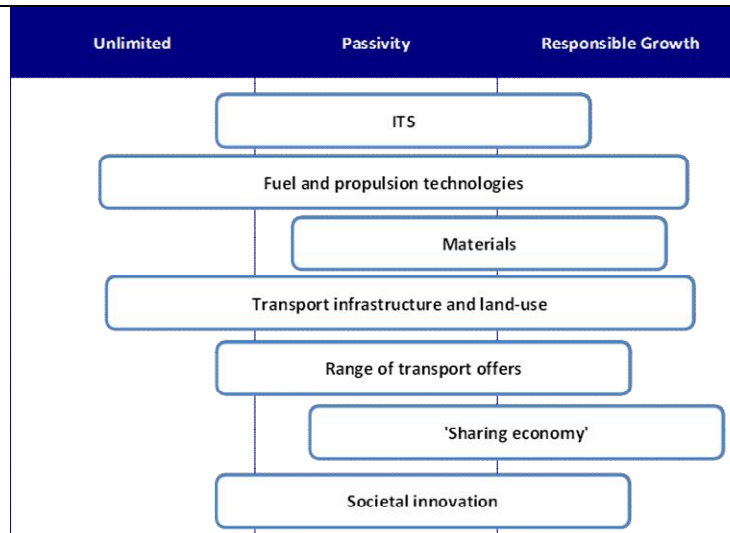 Unlimited Passivity Responsible Growth
ITS
Fuel and propulsion technologies
Materials
Transport infrastructure and land-use
Range of transport offers
'Sharing economy'
Societal innovation